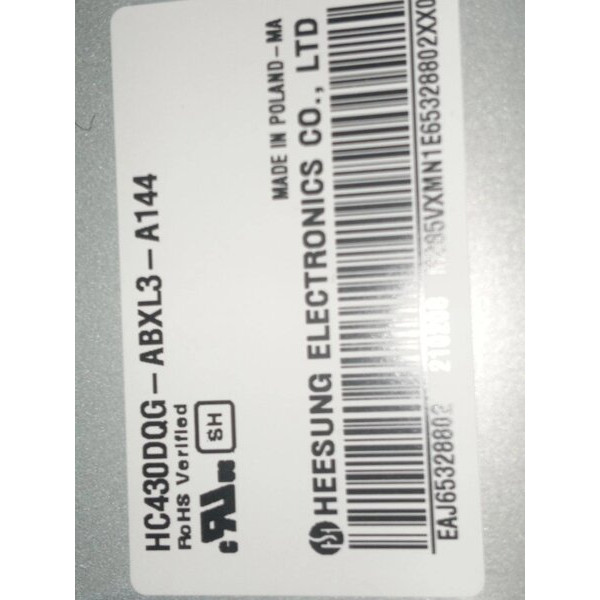 HC430DQG-ABXL3-A144
RoHS Verified
SH
MADE IN POLAND-MA
HEESUNG ELECTRONICS CO., LTD
EAJ65328802